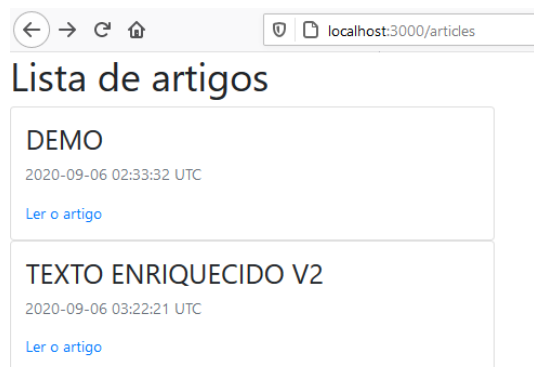 localhost:3000/articles
Lista de artigos
DEMO
2020-09-06 02:33:32 UTC
Ler o artigo
TEXTO ENRIQUECIDO V2
2020-09-06 03:22:21 UTC
Ler o artigo